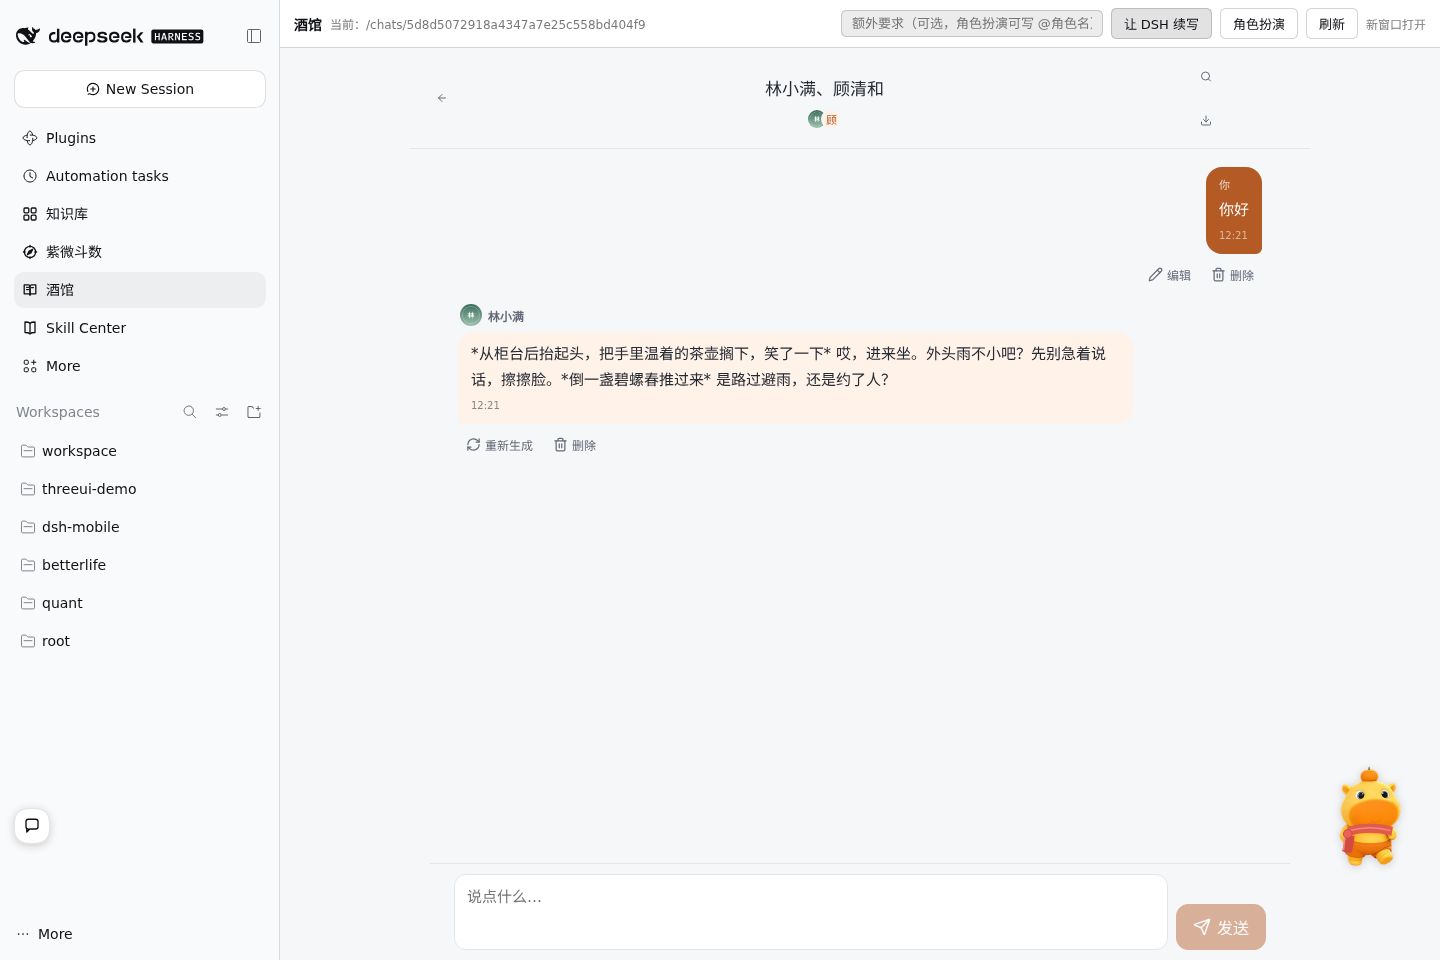 deepseek HARNESS
New Session
Plugins
Automation tasks
知识库
紫微斗数
酒馆
Skill Center
More
Workspaces
workspace
threeui-demo
dsh-mobile
betterlife
quant
root
More
酒馆 当前：/chats/5d8d5072918a4347a7e25c558bd404f9
额外要求（可选，角色扮演可写 @角色名）
让 DSH 续写
角色扮演
刷新
新窗口打开
林小满、顾清和
林 顾
你
你好
12:21
编辑 删除
林 林小满
*从柜台后抬起头，把手里温着的茶壶搁下，笑了一下* 哎，进来坐。外头雨不小吧？先别急着说
话，擦擦脸。*倒一盏碧螺春推过来* 是路过避雨，还是约了人？
12:21
重新生成 删除
说点什么...
发送